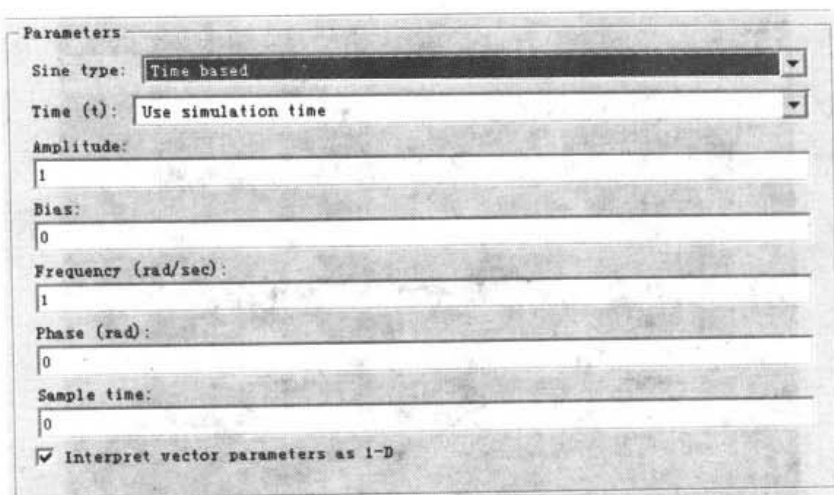 Parameters
Sine type: Time based
Time (t): Use simulation time
Amplitude:
1
Bias:
0
Frequency (rad/sec):
1
Phase (rad):
0
Sample time:
0
Interpret vector parameters as 1-D